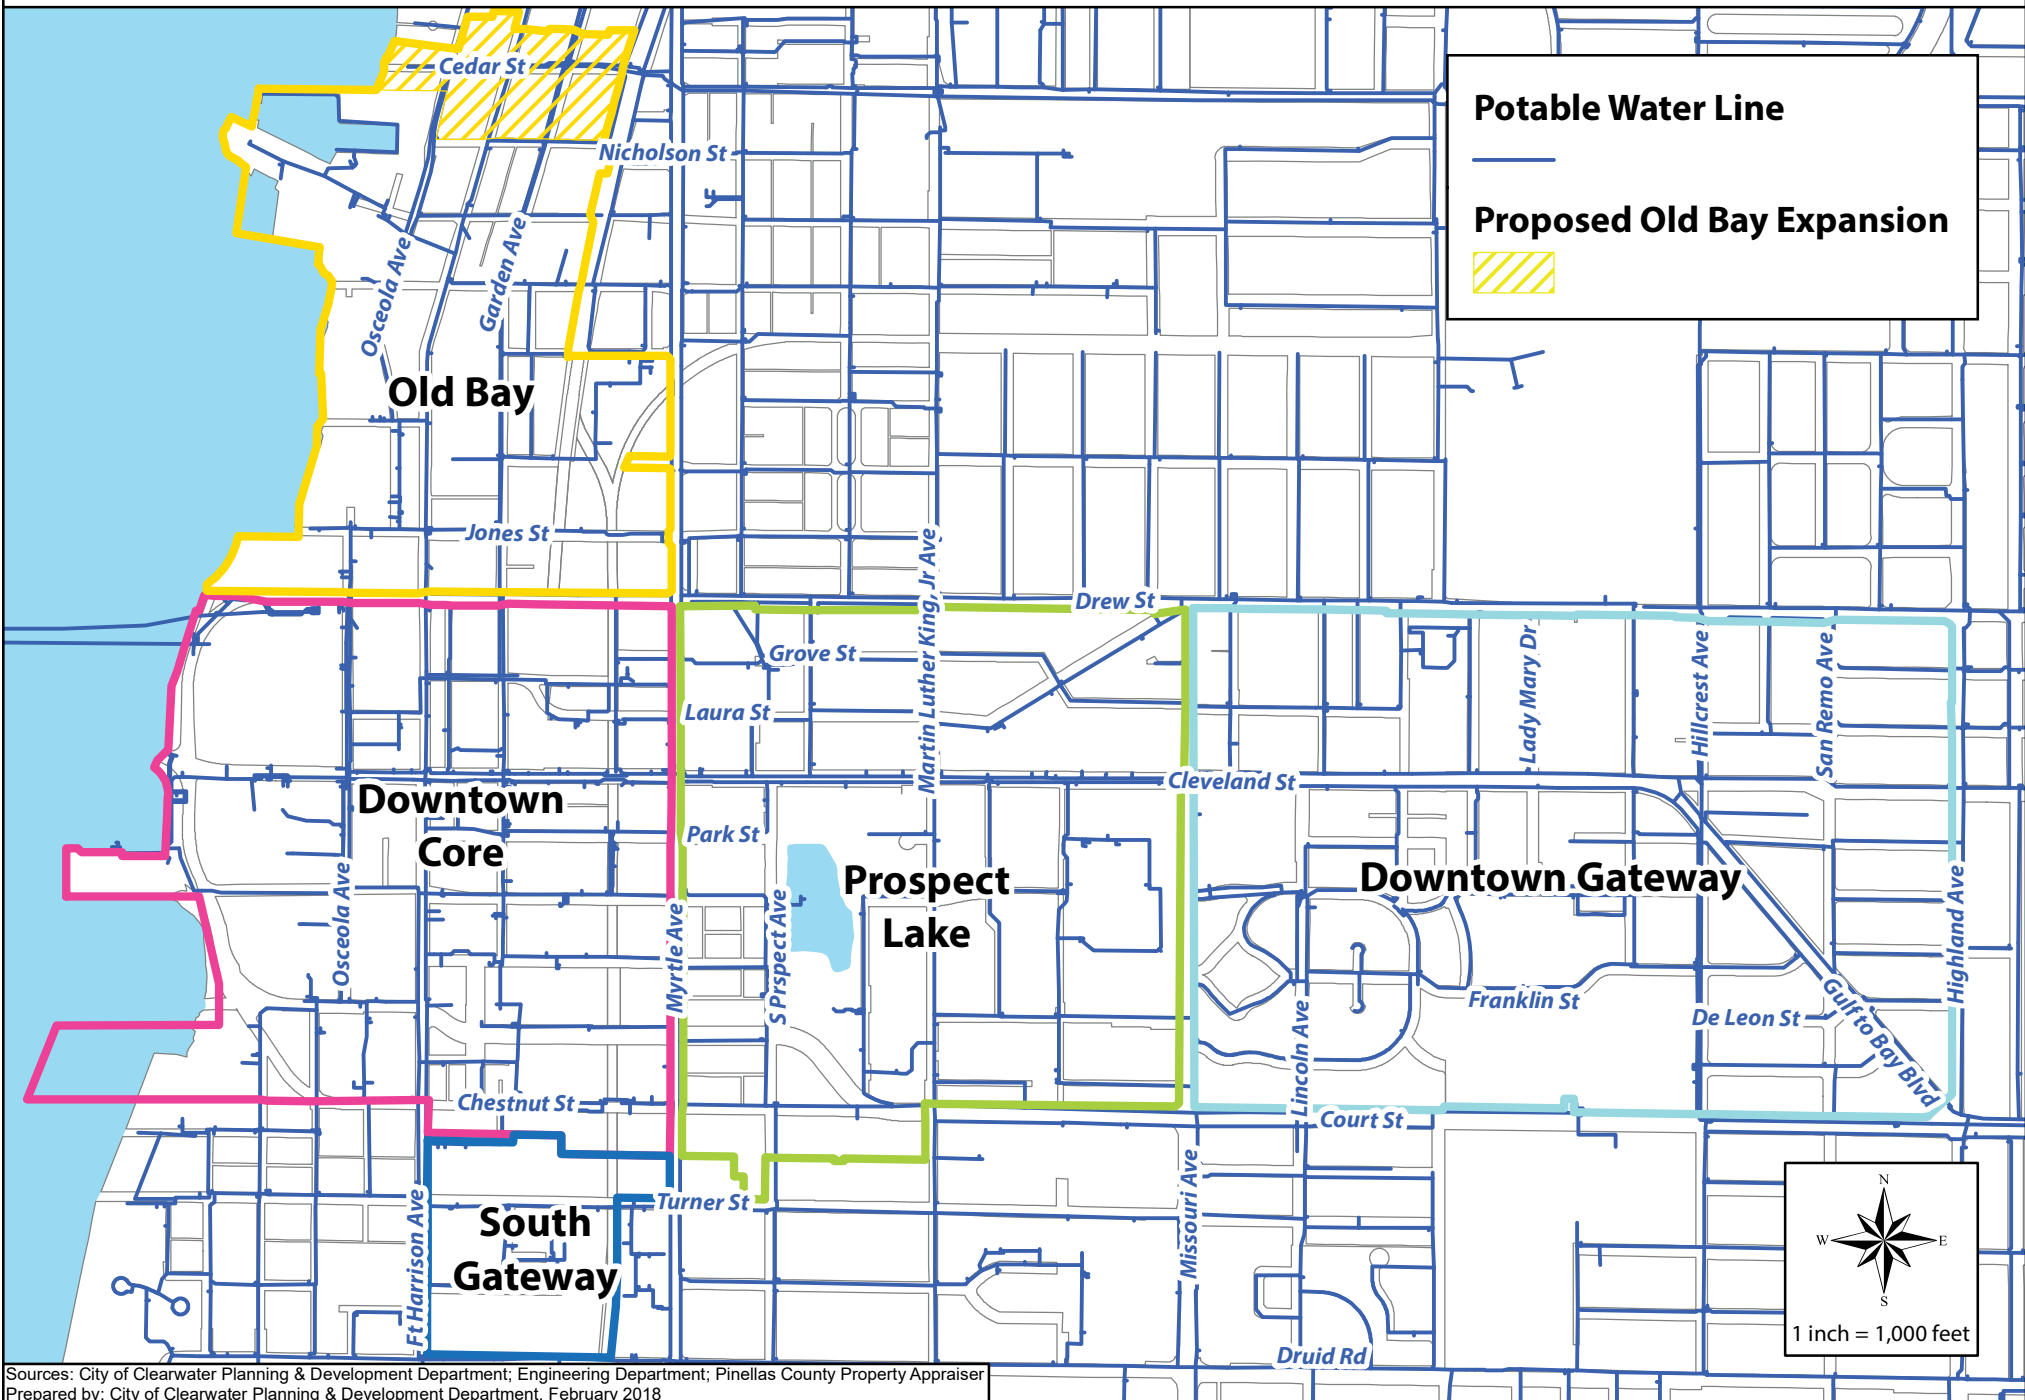 Cedar St
Potable Water Line
Nicholson St
Proposed Old Bay Expansion
Osceola Ave
Garden Ave
Old Bay
Jones St
Martin Luther King, Jr Ave
Drew St
Grove St
Lady Mary Dr
Hillcrest Ave
San Remo Ave
Laura St
Cleveland St
Downtown
Core
Park St
Prospect
Lake
Downtown Gateway
Osceola Ave
Myrtle Ave
S Prspect Ave
Highland Ave
Franklin St
De Leon St
Gulf to Bay Blvd
Lincoln Ave
Chestnut St
Court St
Ft Harrison Ave
Turner St
Missouri Ave
South
Gateway
N
W
E
S
1 inch = 1,000 feet
Druid Rd
Sources: City of Clearwater Planning & Development Department; Engineering Department; Pinellas County Property Appraiser
Prepared by: City of Clearwater Planning & Development Department, February 2018